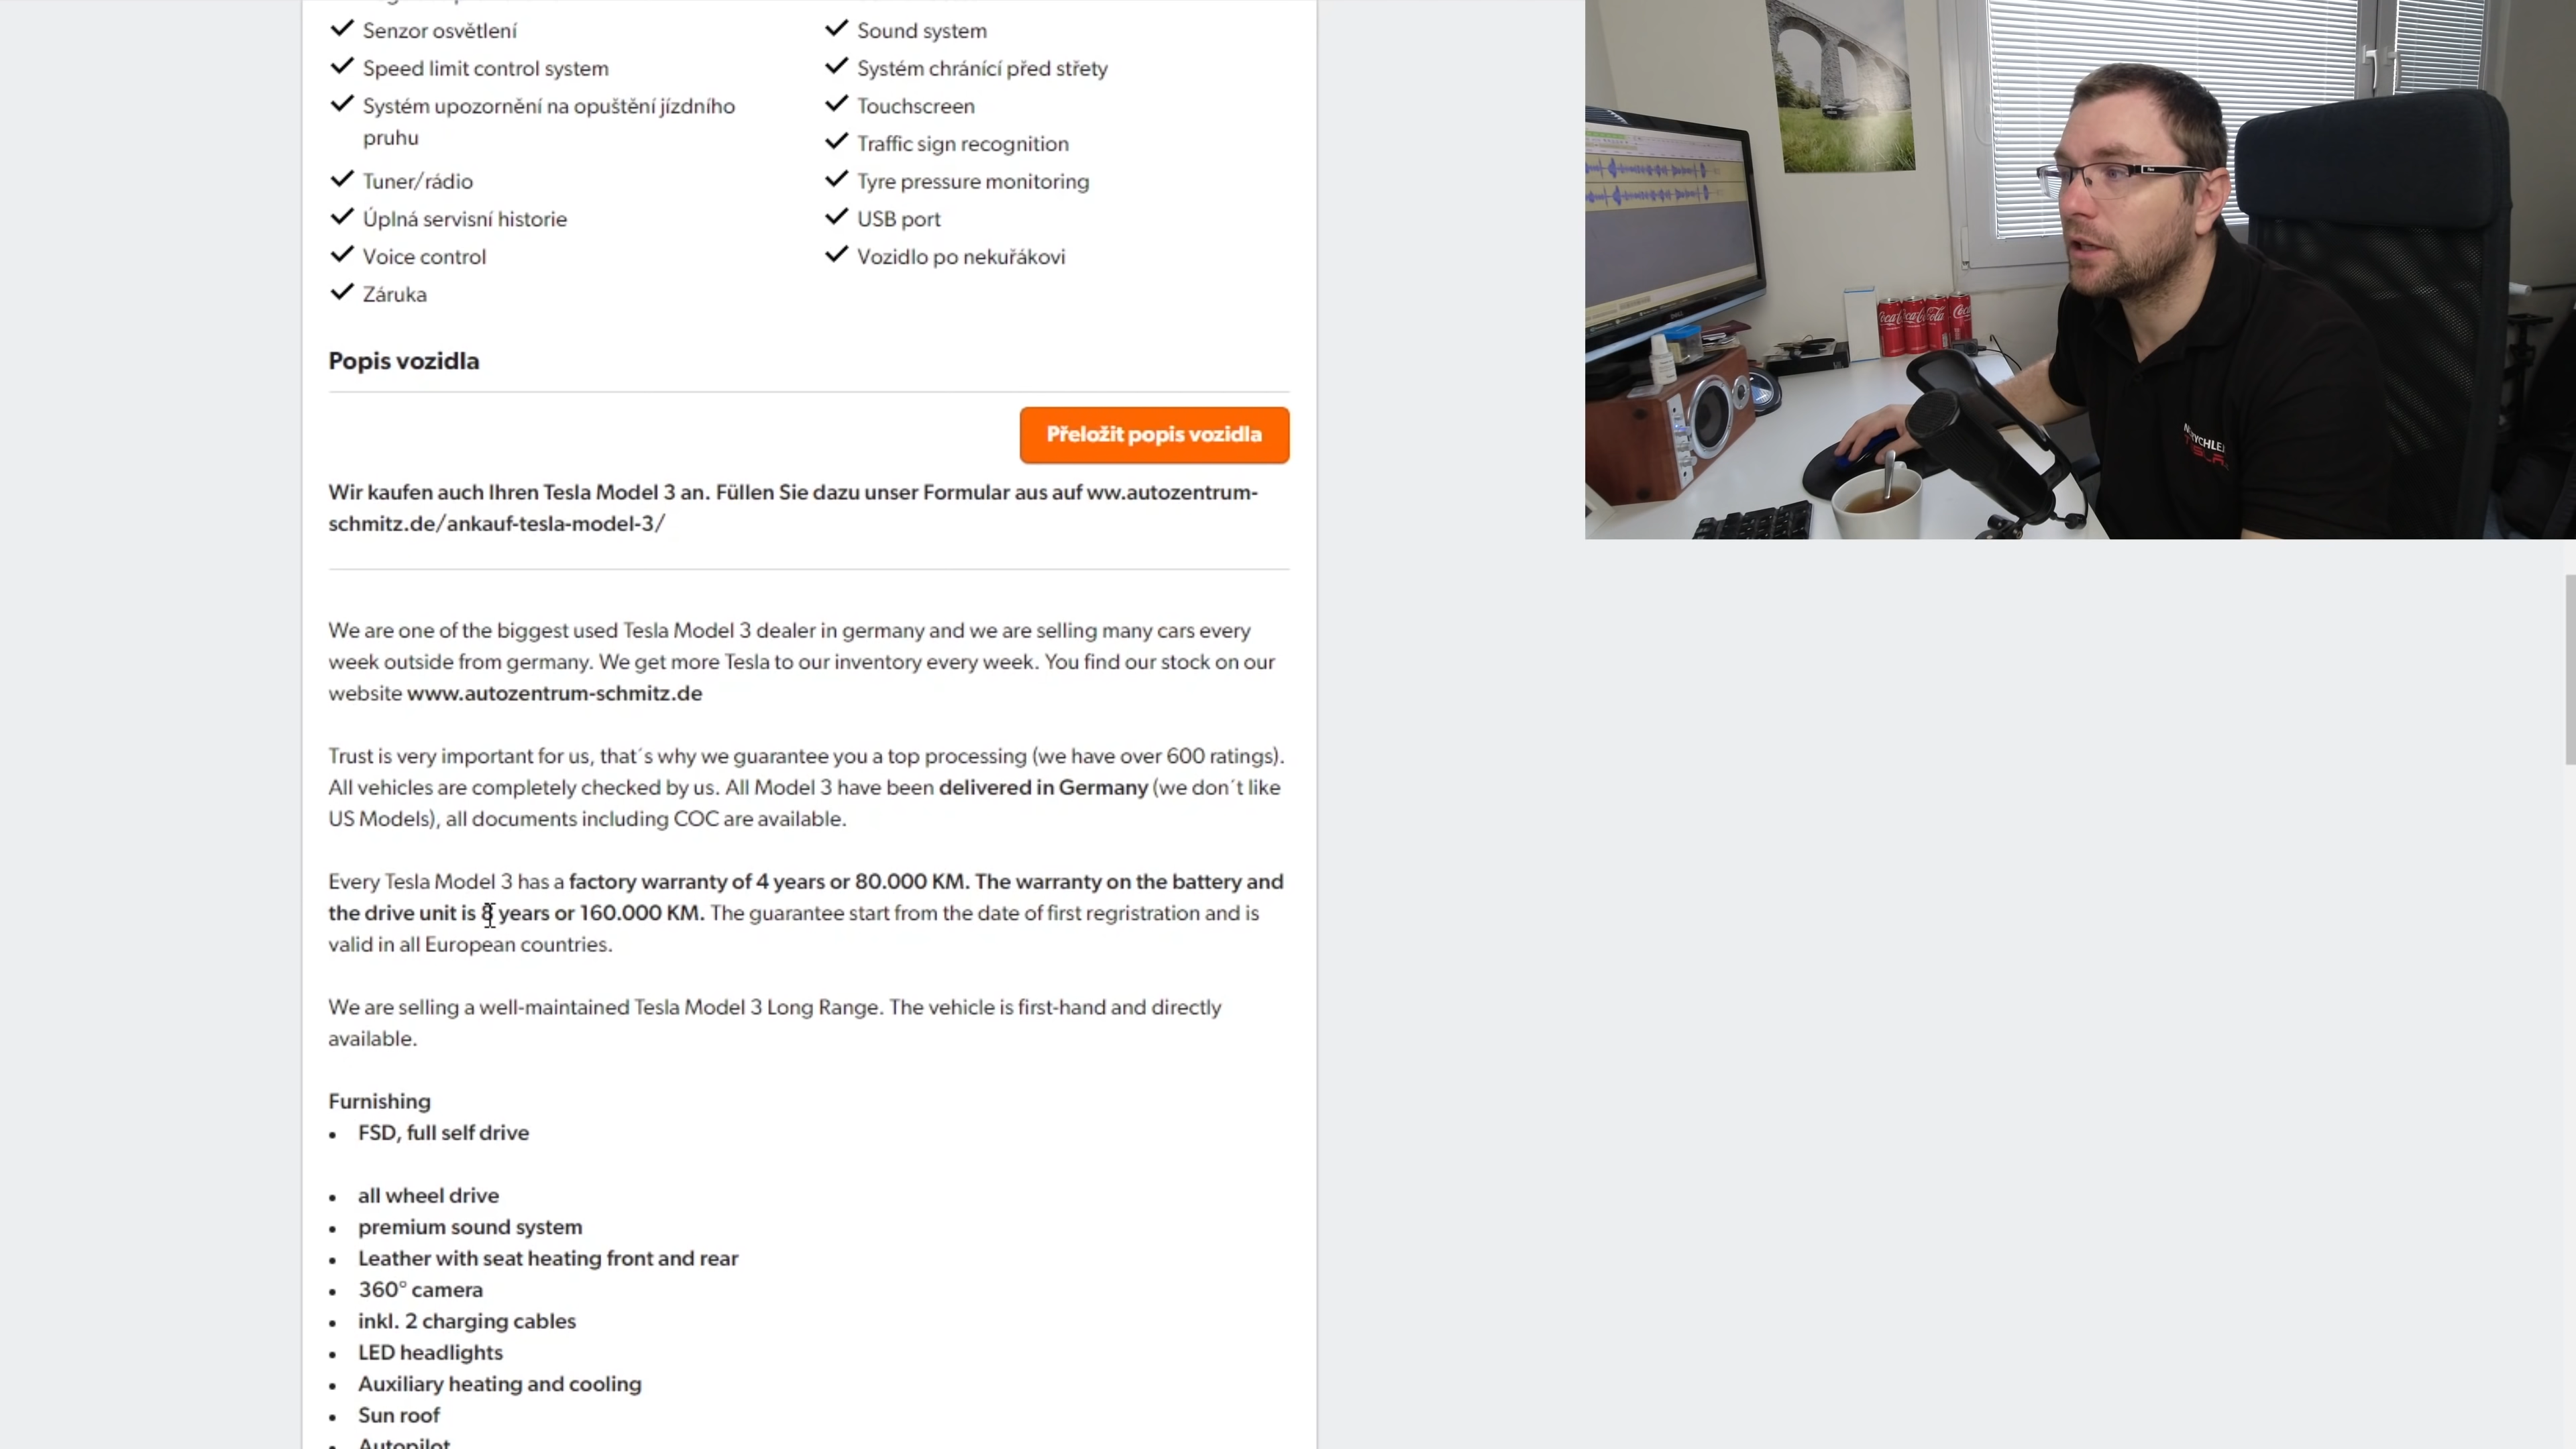 Senzor osvětlení
Speed limit control system
Systém upozornění na opuštění jízdního
pruhu
Tuner/rádio
Úplná servisní historie
Voice control
Záruka
Sound system
Systém chránící před střety
Touchscreen
Traffic sign recognition
Tyre pressure monitoring
USB port
Vozidlo po nekuřákovi
Popis vozidla
Přeložit popis vozidla
Wir kaufen auch Ihren Tesla Model 3 an. Füllen Sie dazu unser Formular aus auf ww.autozentrum-
schmitz.de/ankauf-tesla-model-3/
We are one of the biggest used Tesla Model 3 dealer in germany and we are selling many cars every
week outside from germany. We get more Tesla to our inventory every week. You find our stock on our
website www.autozentrum-schmitz.de
Trust is very important for us, that´s why we guarantee you a top processing (we have over 600 ratings).
All vehicles are completely checked by us. All Model 3 have been delivered in Germany (we don´t like
US Models), all documents including COC are available.
Every Tesla Model 3 has a factory warranty of 4 years or 80.000 KM. The warranty on the battery and
the drive unit is 8 years or 160.000 KM. The guarantee start from the date of first regristration and is
valid in all European countries.
We are selling a well-maintained Tesla Model 3 Long Range. The vehicle is first-hand and directly
available.
Furnishing
• FSD, full self drive
• all wheel drive
• premium sound system
• Leather with seat heating front and rear
• 360° camera
• inkl. 2 charging cables
• LED headlights
• Auxiliary heating and cooling
• Sun roof
• Autopilot
Coca-Cola
DELL